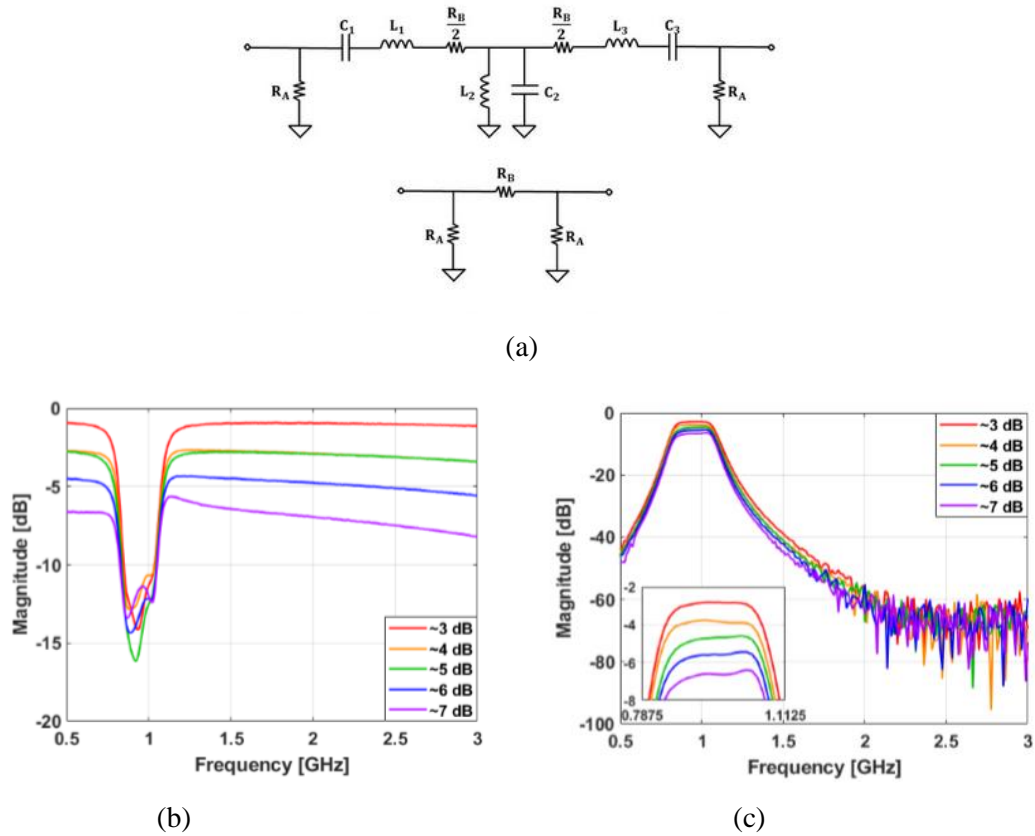 C1 L1 RB/2 RB/2 L3 C3
RA L2 C2 RA
RB
RA RA
(a)
0
-5
-10
-15
-20
Magnitude [dB]
0.5 1 1.5 2 2.5 3
Frequency [GHz]
~3 dB
~4 dB
~5 dB
~6 dB
~7 dB
(b)
0
-20
-40
-60
-80
-100
Magnitude [dB]
0.5 1 1.5 2 2.5 3
Frequency [GHz]
~3 dB
~4 dB
~5 dB
~6 dB
~7 dB
-2
-4
-6
-8
0.7875 1.1125
(c)